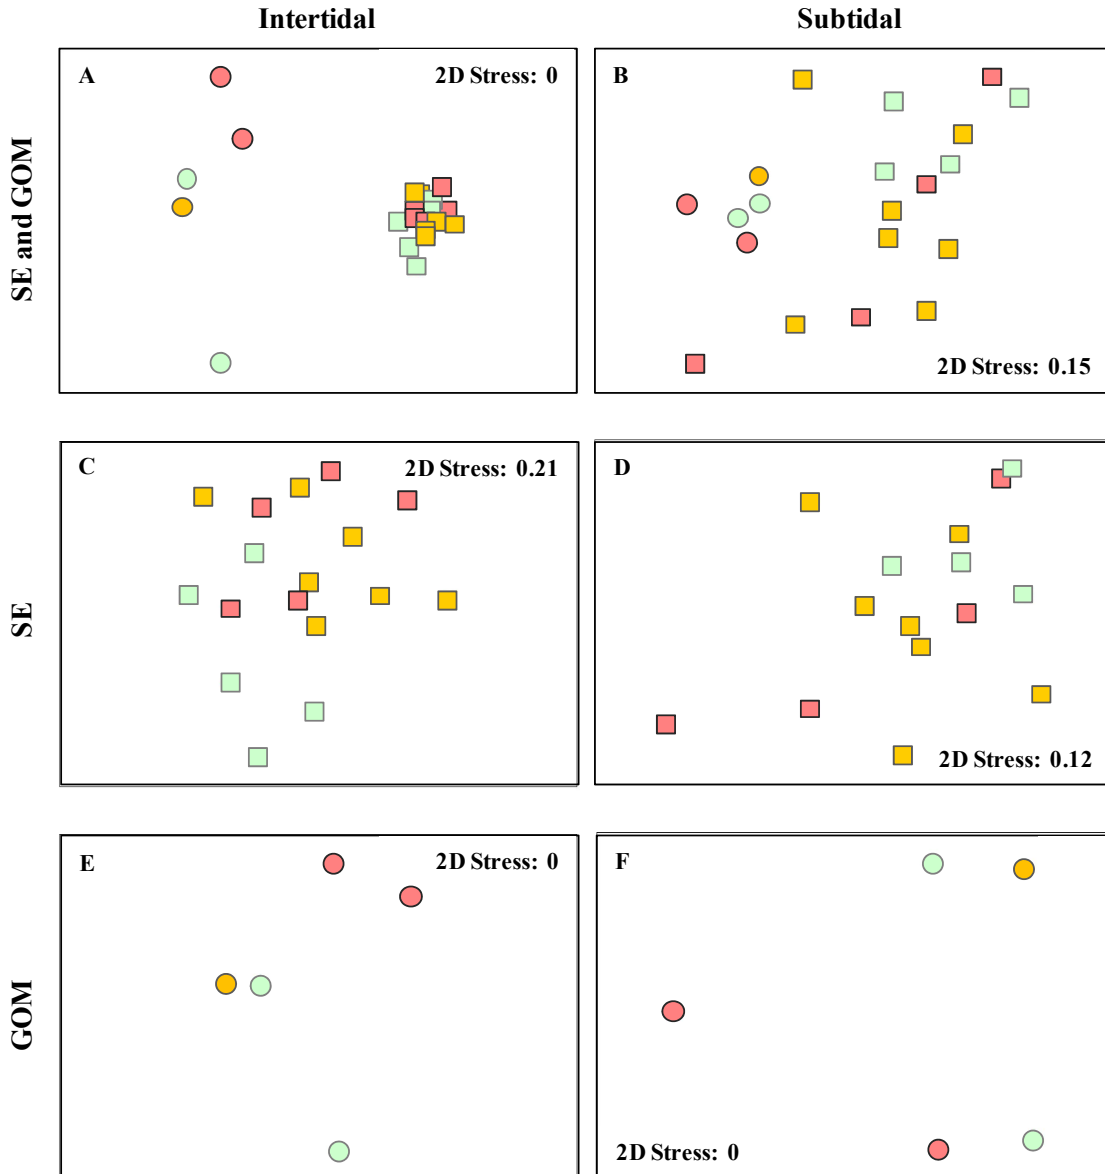 Intertidal
Subtidal
SE and GOM
A
2D Stress: 0
B
2D Stress: 0.15
SE
C
2D Stress: 0.21
D
2D Stress: 0.12
GOM
E
2D Stress: 0
F
2D Stress: 0